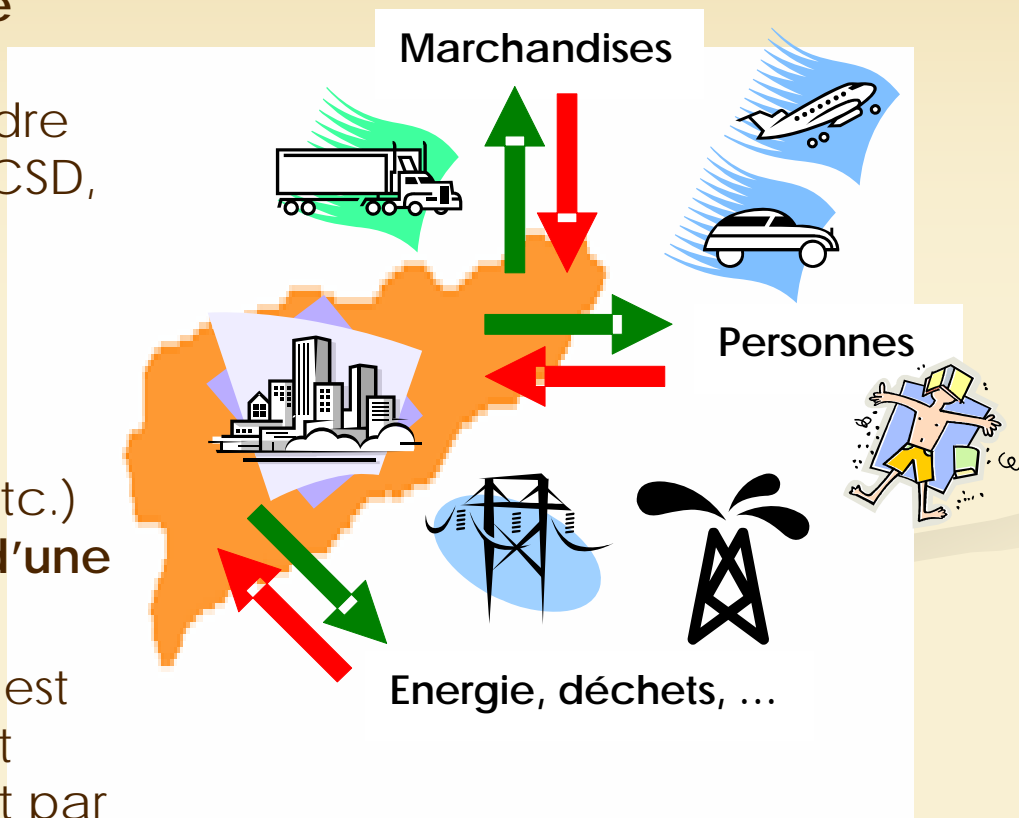 e
dre
CSD,
tc.)
d'une
est
t
t par
Marchandises
Personnes
Energie, déchets, …